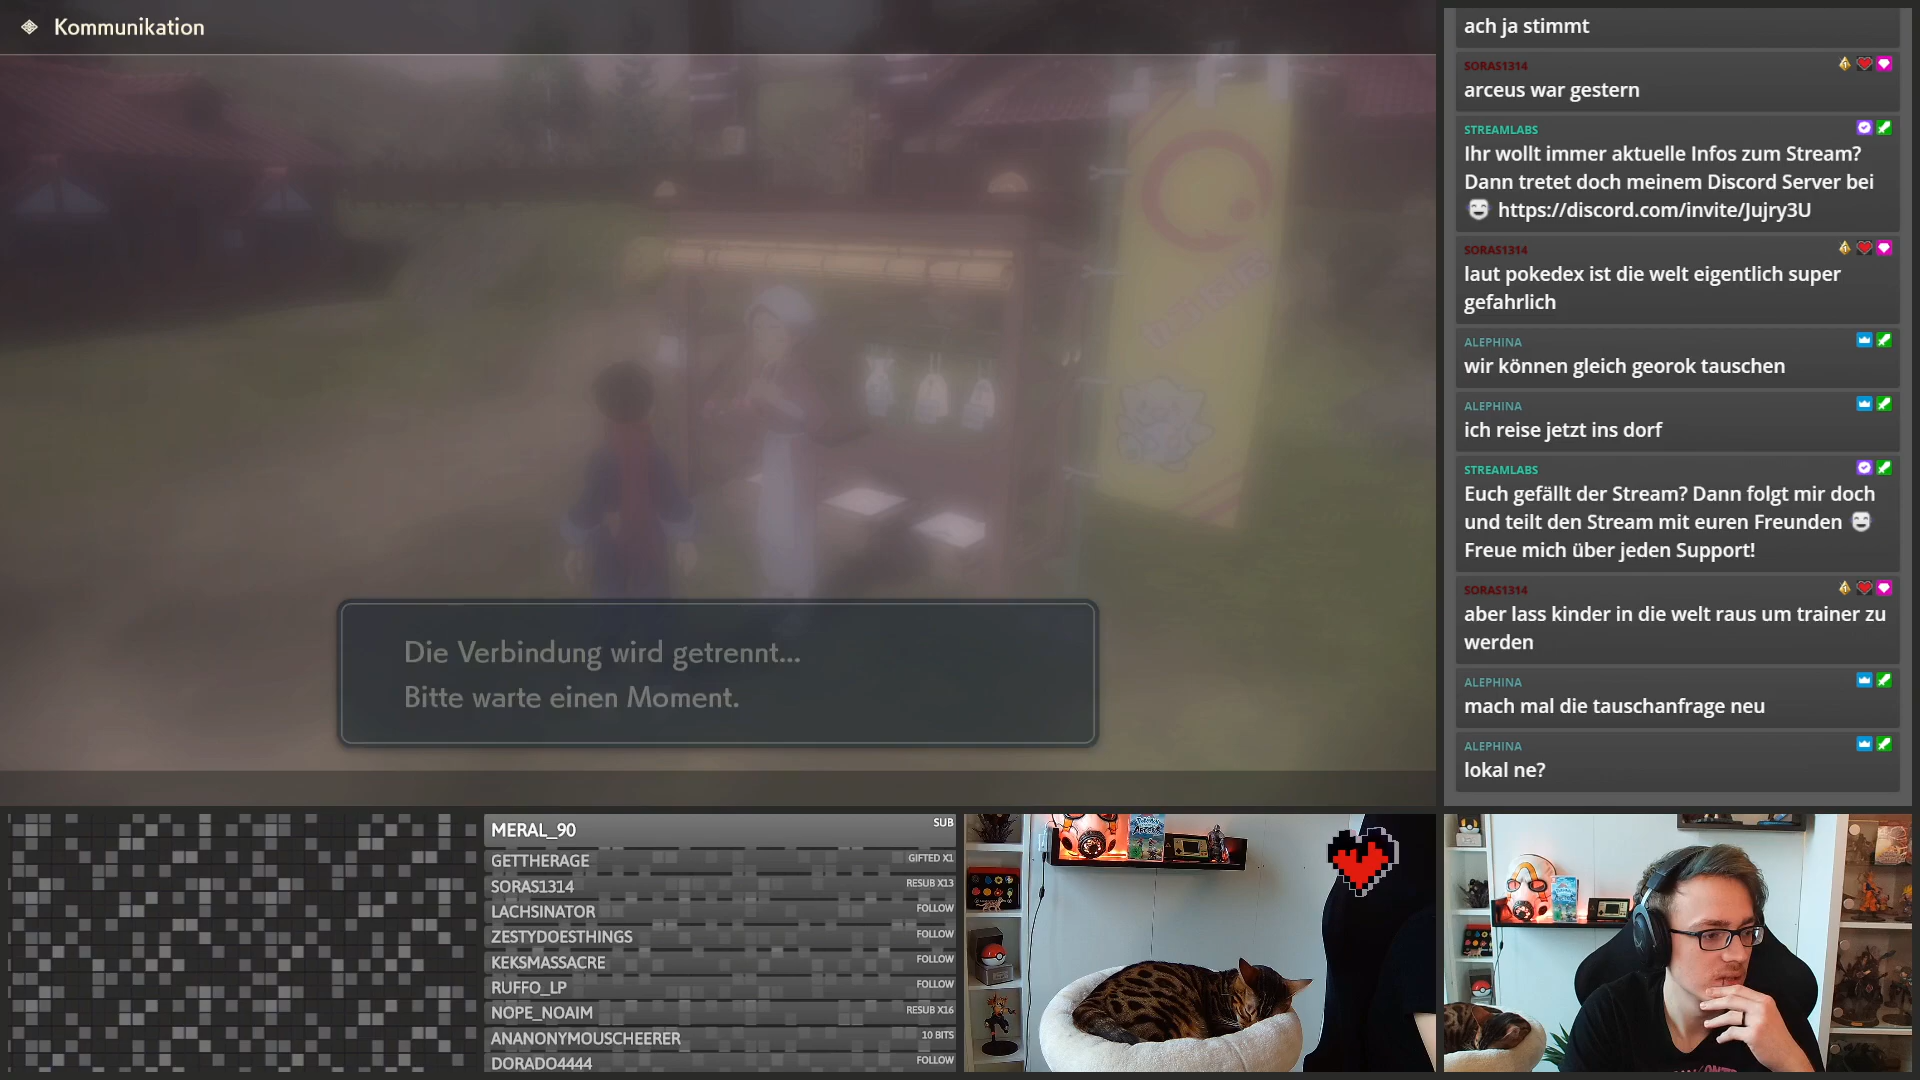 Kommunikation
Die Verbindung wird getrennt...
Bitte warte einen Moment.
ach ja stimmt
SORAS1314
arceus war gestern
STREAMLABS
Ihr wollt immer aktuelle Infos zum Stream?
Dann tretet doch meinem Discord Server bei
https://discord.com/invite/Jujry3U
SORAS1314
laut pokedex ist die welt eigentlich super
gefahrlich
ALEPHINA
wir können gleich georok tauschen
ALEPHINA
ich reise jetzt ins dorf
STREAMLABS
Euch gefällt der Stream? Dann folgt mir doch
und teilt den Stream mit euren Freunden
Freue mich über jeden Support!
SORAS1314
aber lass kinder in die welt raus um trainer zu
werden
ALEPHINA
mach mal die tauschanfrage neu
ALEPHINA
lokal ne?
MERAL_90 SUB
GETTHERAGE GIFTED X1
SORAS1314 RESUB X13
LACHSINATOR FOLLOW
ZESTYDOESTHINGS FOLLOW
KEKSMASSACRE FOLLOW
RUFFO_LP FOLLOW
NOPE_NOAIM RESUB X16
ANANONYMOUSCHEERER 10 BITS
DORADO4444 FOLLOW